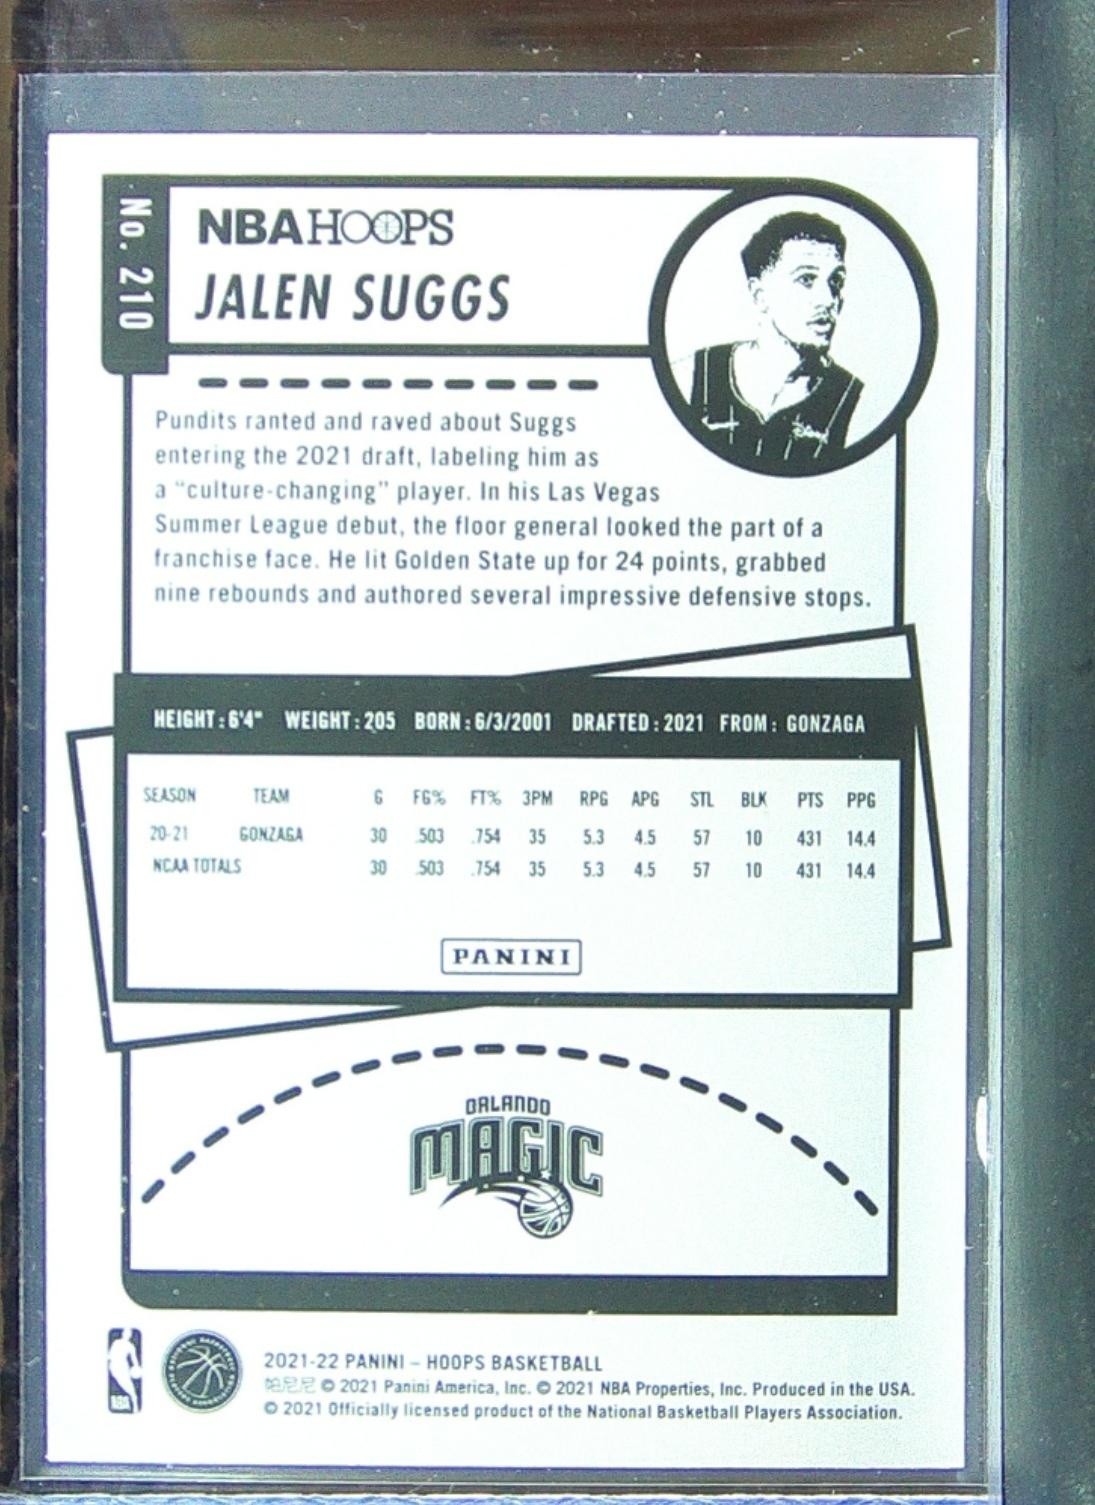 No. 210
NBA HOOPS
JALEN SUGGS
Pundits ranted and raved about Suggs
entering the 2021 draft, labeling him as
a "culture-changing" player. In his Las Vegas
Summer League debut, the floor general looked the part of a
franchise face. He lit Golden State up for 24 points, grabbed
nine rebounds and authored several impressive defensive stops.
HEIGHT: 6'4" WEIGHT: 205 BORN: 6/3/2001 DRAFTED: 2021 FROM: GONZAGA
SEASON TEAM G FG% FT% 3PM RPG APG STL BLK PTS PPG
20-21 GONZAGA 30 .503 .754 35 5.3 4.5 57 10 431 14.4
NCAA TOTALS 30 .503 .754 35 5.3 4.5 57 10 431 14.4
PANINI
ORLANDO
MAGIC
NBA
2021-22 PANINI – HOOPS BASKETBALL
帕尼尼 © 2021 Panini America, Inc. © 2021 NBA Properties, Inc. Produced in the USA.
© 2021 Officially licensed product of the National Basketball Players Association.